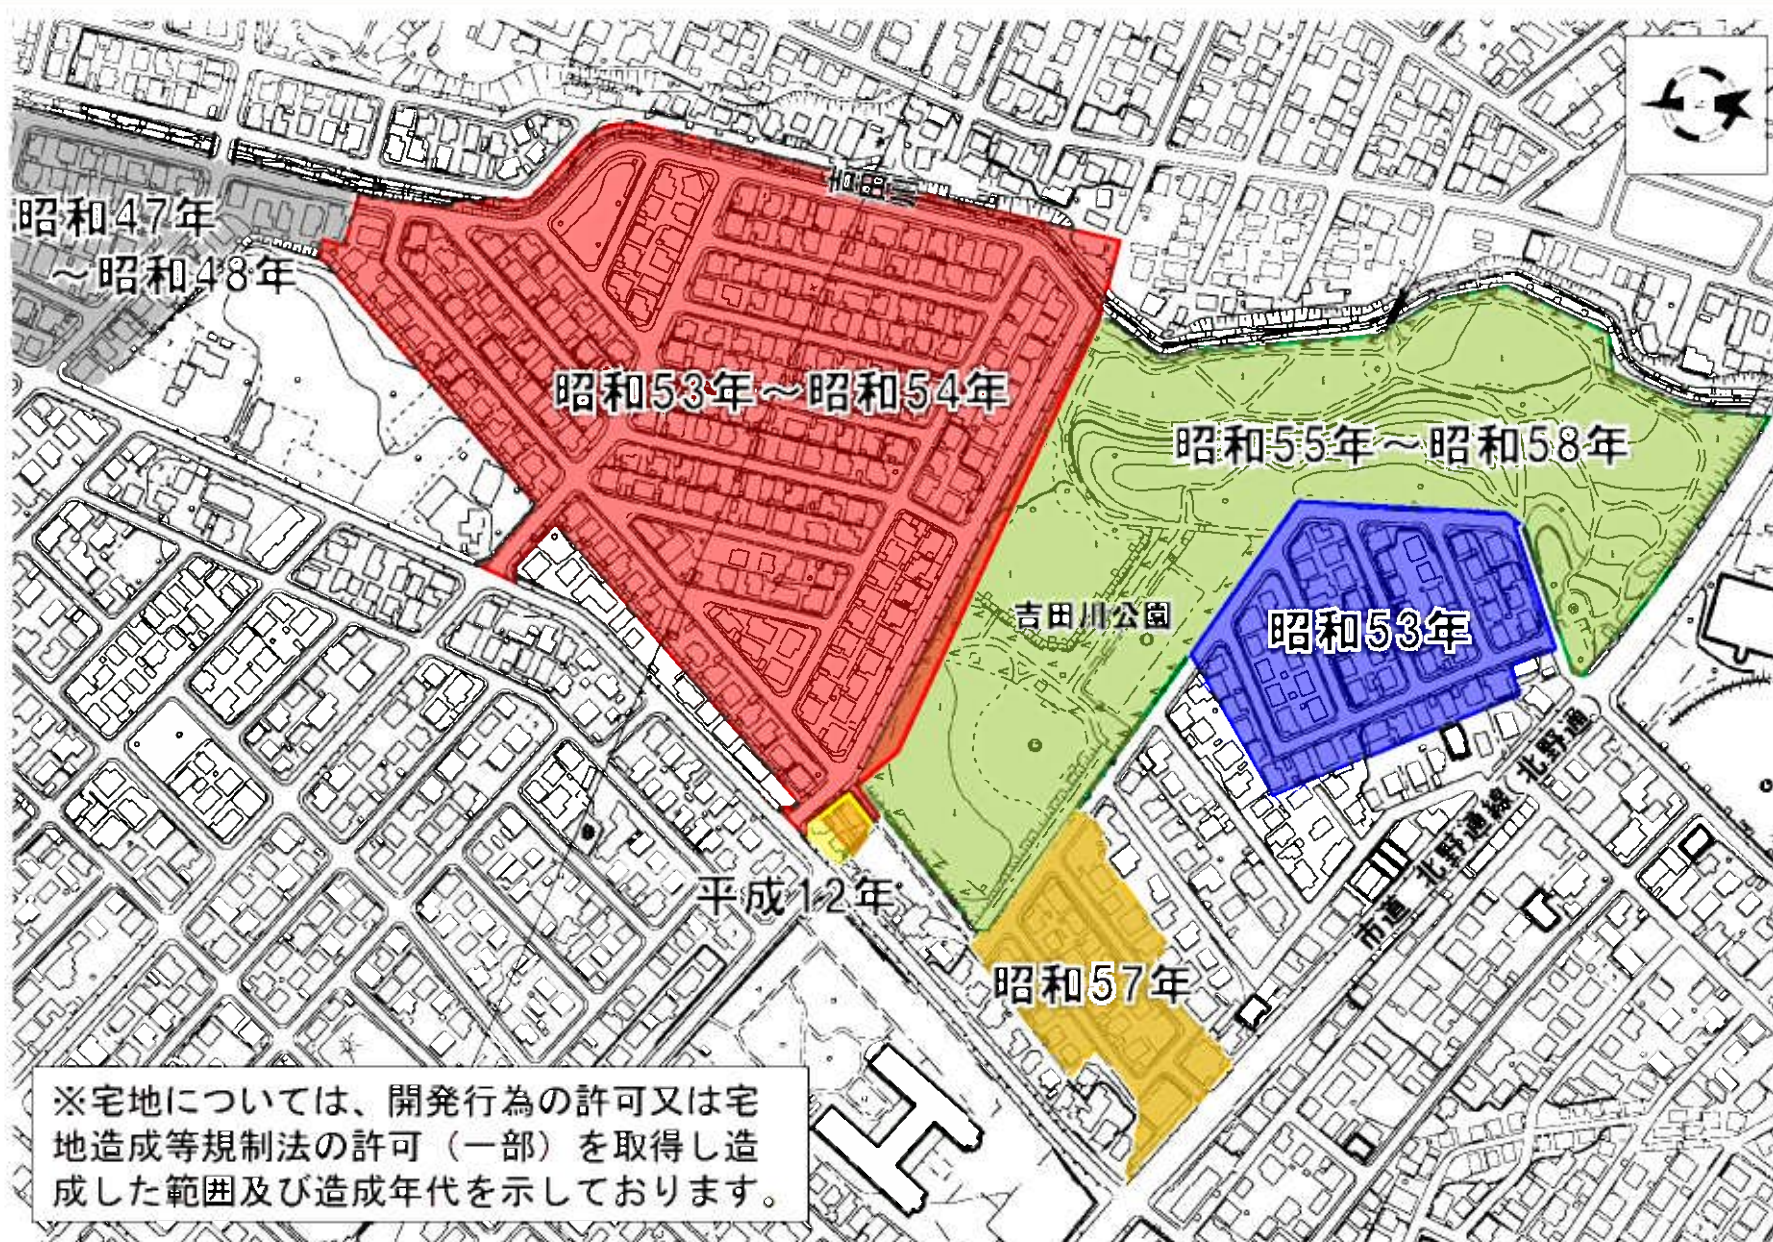 昭和47年
～昭和48年
昭和53年～昭和54年
昭和55年～昭和58年
吉田川公園
昭和53年
北野通
市道 北野通線
平成12年
昭和57年
※宅地については、開発行為の許可又は宅
地造成等規制法の許可（一部）を取得し造
成した範囲及び造成年代を示しております。